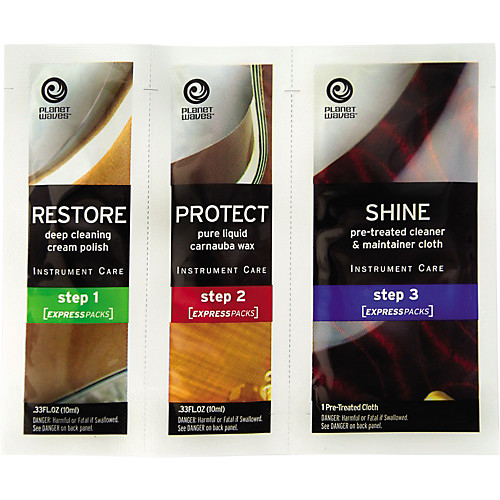 PLANET
WAVES
RESTORE
deep cleaning
cream polish
INSTRUMENT CARE
step 1
[EXPRESSPACKS]
.33FL.OZ (10ml)
DANGER: Harmful or Fatal if Swallowed.
See DANGER on back panel.
PLANET
WAVES
PROTECT
pure liquid
carnauba wax
INSTRUMENT CARE
step 2
[EXPRESSPACKS]
.33FL.OZ (10ml)
DANGER: Harmful or Fatal if Swallowed.
See DANGER on back panel.
PLANET
WAVES
SHINE
pre-treated cleaner
& maintainer cloth
INSTRUMENT CARE
step 3
[EXPRESSPACKS]
1 Pre-Treated Cloth
DANGER: Harmful or Fatal if Swallowed.
See DANGER on back panel.